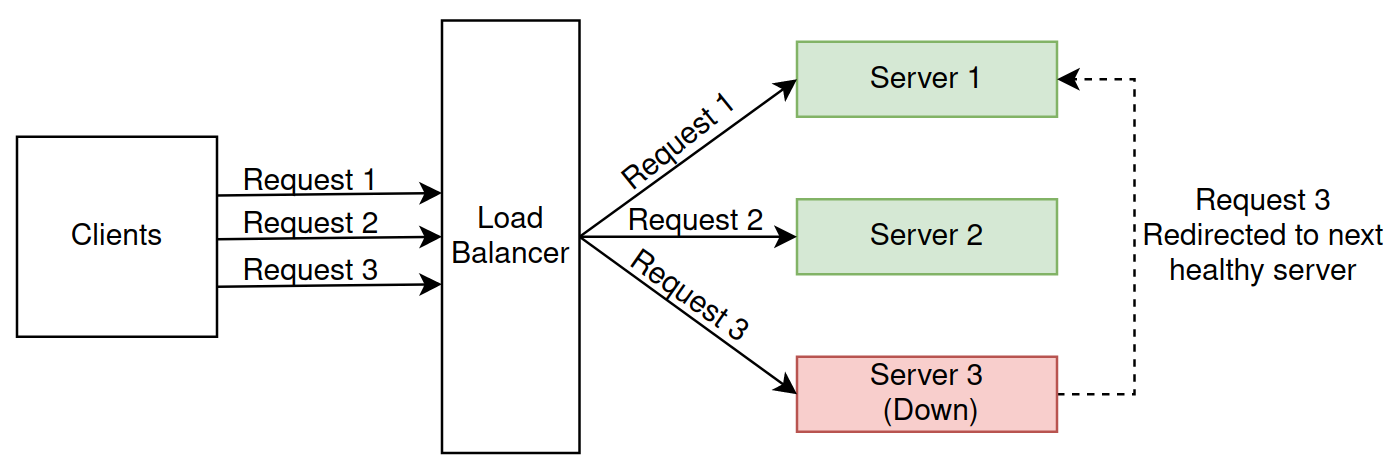 Clients
Request 1
Request 2
Request 3
Load
Balancer
Request 1
Request 2
Request 3
Server 1
Server 2
Server 3
(Down)
Request 3
Redirected to next
healthy server